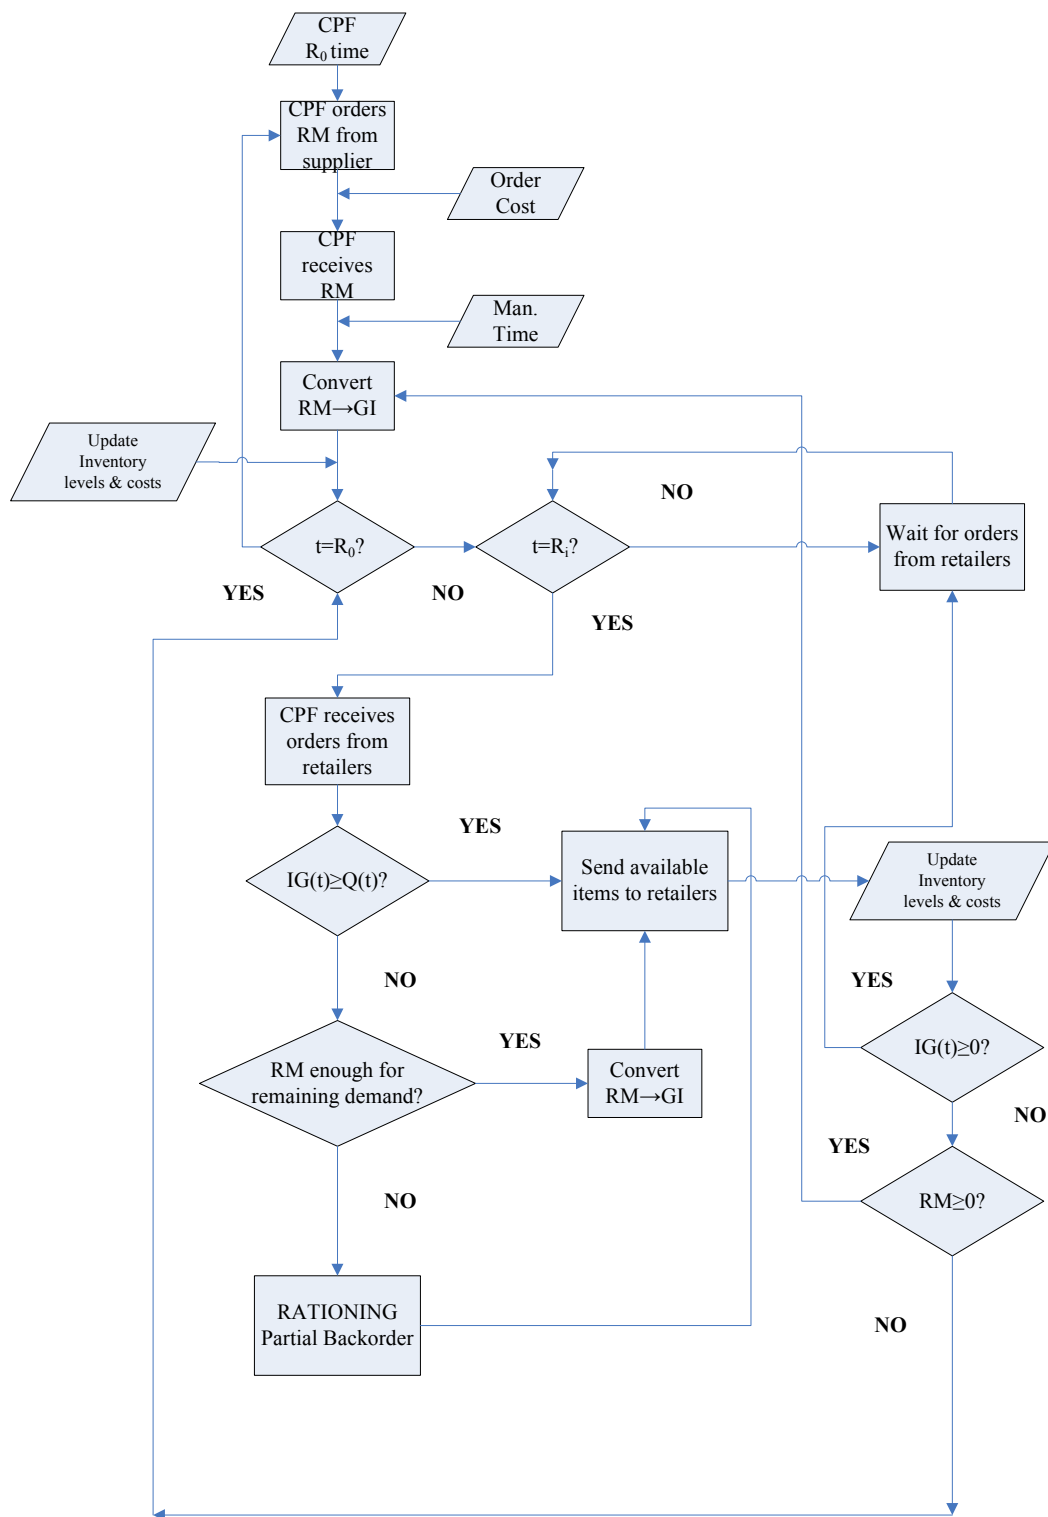 CPF
R₀ time
CPF orders
RM from
supplier
Order
Cost
CPF
receives
RM
Man.
Time
Convert
RM→GI
Update
Inventory
levels & costs
NO
t=R₀?
t=Rᵢ?
Wait for orders
from retailers
YES
NO
YES
CPF receives
orders from
retailers
YES
IG(t)≥Q(t)?
Send available
items to retailers
Update
Inventory
levels & costs
NO
YES
YES
IG(t)≥0?
RM enough for
remaining demand?
Convert
RM→GI
NO
YES
NO
RM≥0?
RATIONING
Partial Backorder
NO